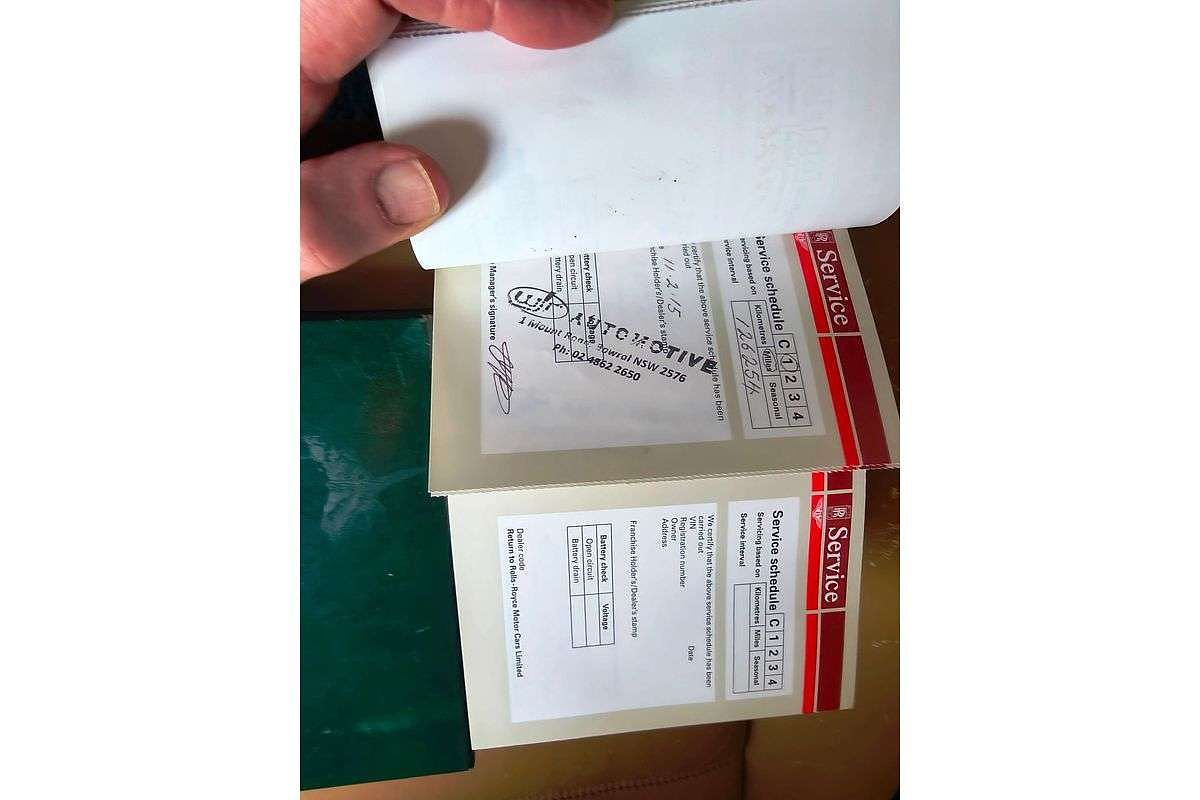 RR
Service
Service schedule C 1 2 3 4
Servicing based on Kilometres Miles Seasonal
service interval 126254
certify that the above service schedule has been
ried out
11-2-15
nchise Holder's/Dealer's stamp
wlr AUTOMOTIVE
1 Mount Road, Bowral NSW 2576
Ph: 02 4862 2650
ttery check Voltage
pen circuit
ttery drain
Manager's signature
RR
Service
Service schedule C 1 2 3 4
Servicing based on Kilometres Miles Seasonal
Service interval
We certify that the above service schedule has been
carried out
VIN Date
Registration number
Owner
Address
Franchise Holder's/Dealer's stamp
Battery check Voltage
Open circuit
Battery drain
Dealer code
Return to Rolls-Royce Motor Cars Limited